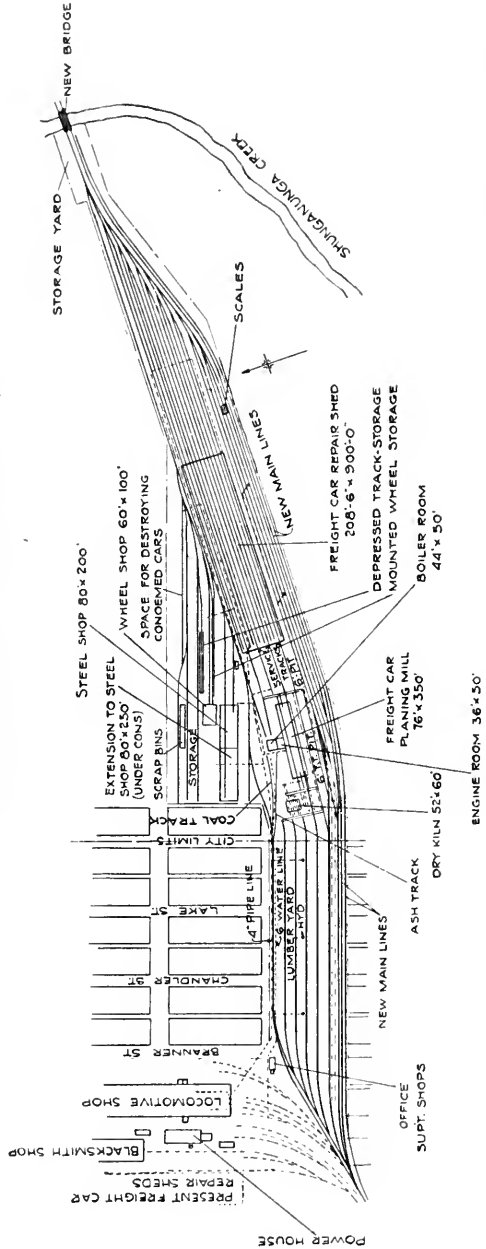 NEW BRIDGE
STORAGE YARD
SHUNGANUNGA CREEK
SCALES
NEW MAIN LINES
FREIGHT CAR REPAIR SHED
208'-6" x 900'-0"
DEPRESSED TRACK-STORAGE
MOUNTED WHEEL STORAGE
BOILER ROOM
44' x 50'
STEEL SHOP 80' x 200'
WHEEL SHOP 60' x 100'
SPACE FOR DESTROYING
CONDEMED CARS
EXTENSION TO STEEL
SHOP 80' x 250'
(UNDER CONS)
SCRAP BINS
STORAGE
SERVICE
TRACKS
6' PIT
FREIGHT CAR
PLANING MILL
76' x 350'
ENGINE ROOM 36' x 50'
DRY KILN 52' x 60'
COAL TRACK
CITY LIMITS
ASH TRACK
4" PIPE LINE
WATER LINE
LUMBER YARD
HYD
LAKE ST.
CHANDLER ST.
BRANNER ST
NEW MAIN LINES
OFFICE
SUPT. SHOPS
LOCOMOTIVE SHOP
BLACKSMITH SHOP
PRESENT FREIGHT CAR
REPAIR SHEDS
POWER HOUSE